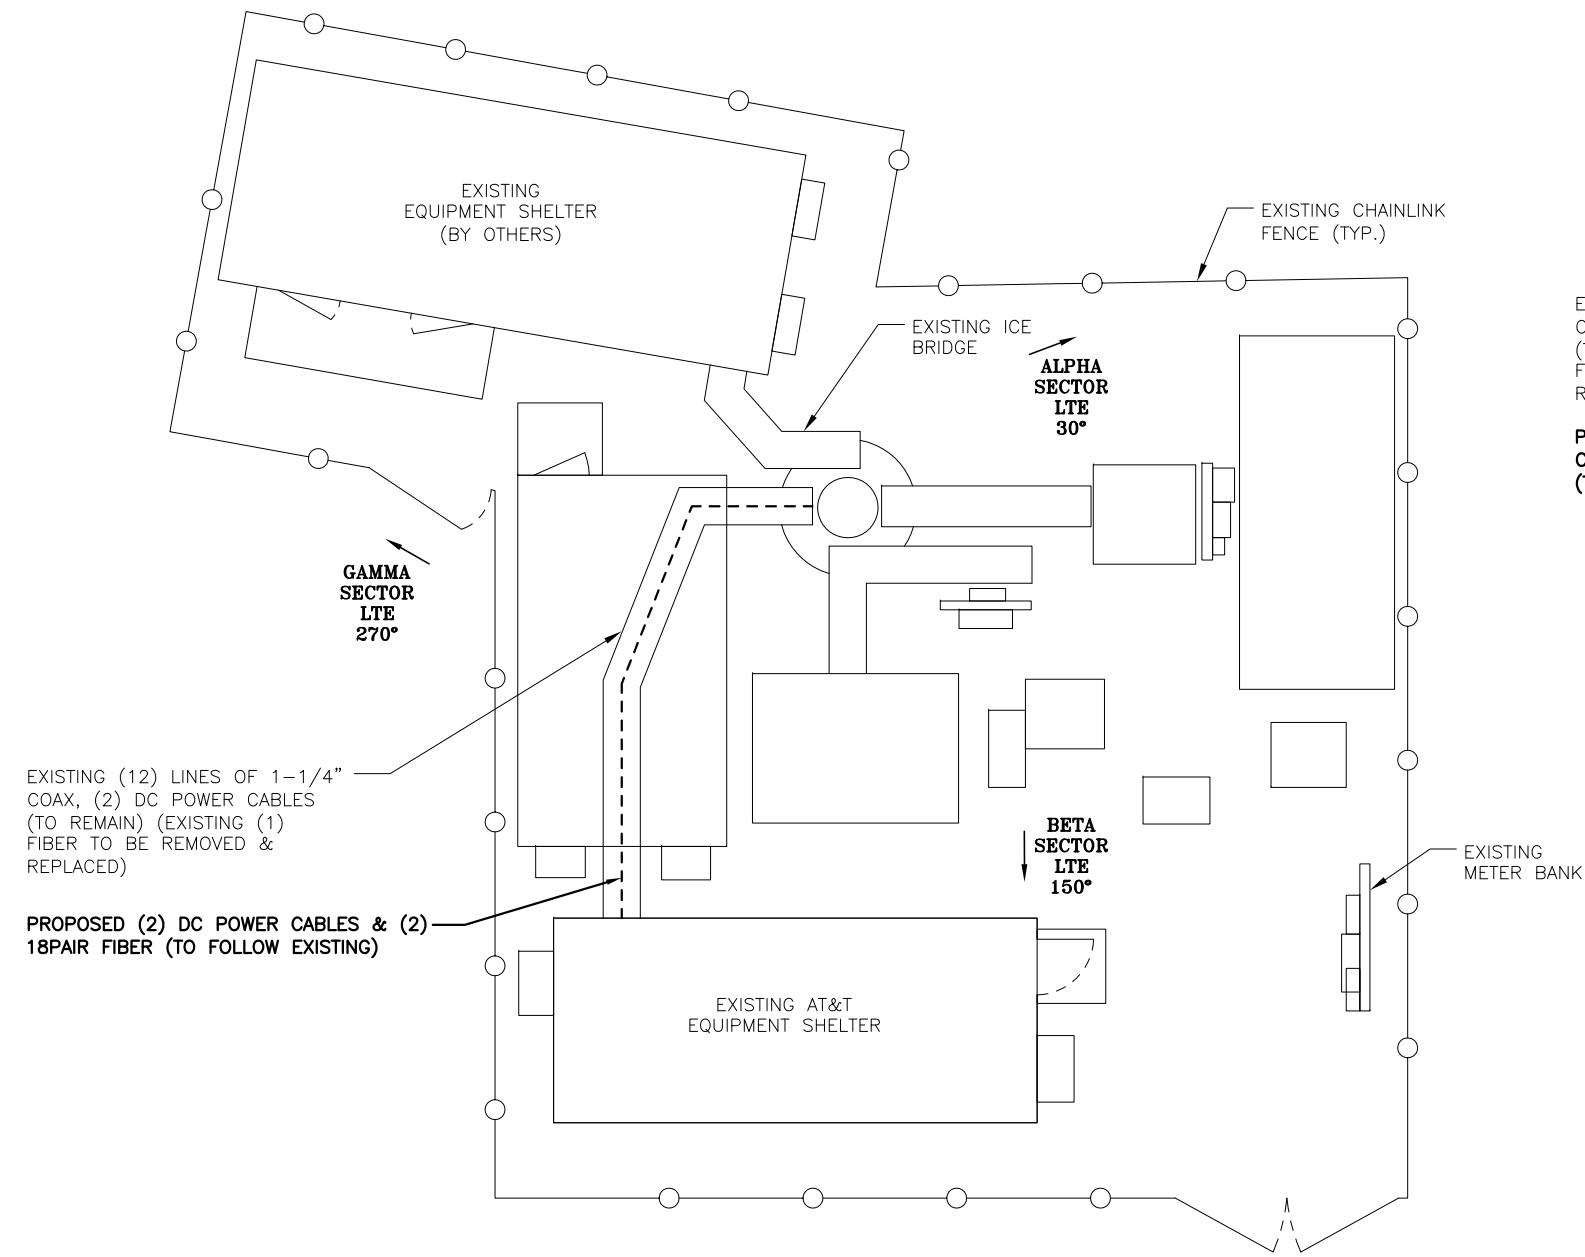 EXISTING
EQUIPMENT SHELTER
(BY OTHERS)
EXISTING CHAINLINK
FENCE (TYP.)
EXISTING ICE
BRIDGE
ALPHA
SECTOR
LTE
30°
GAMMA
SECTOR
LTE
270°
EXISTING (12) LINES OF 1-1/4"
COAX, (2) DC POWER CABLES
(TO REMAIN) (EXISTING (1)
FIBER TO BE REMOVED &
REPLACED)
PROPOSED (2) DC POWER CABLES & (2)
18PAIR FIBER (TO FOLLOW EXISTING)
BETA
SECTOR
LTE
150°
EXISTING
METER BANK
EXISTING AT&T
EQUIPMENT SHELTER